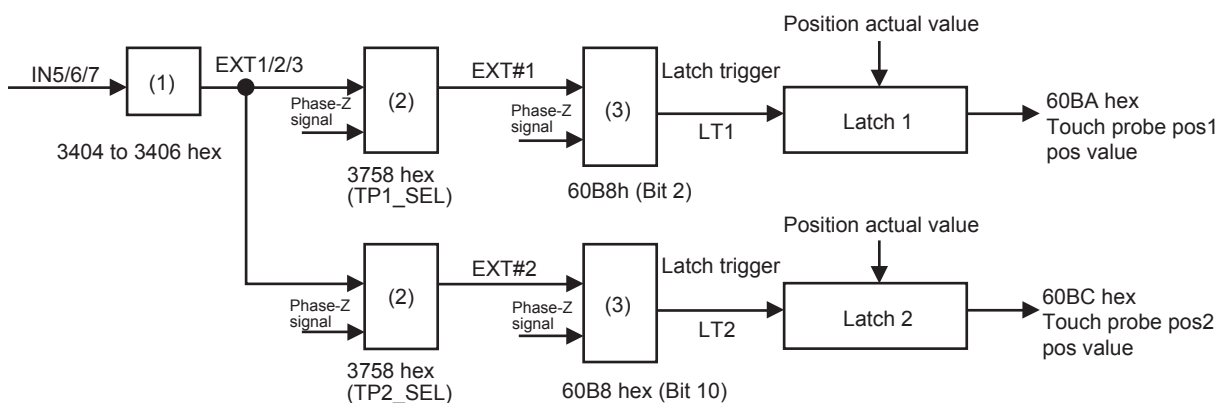 Position actual value
IN5/6/7
(1)
EXT1/2/3
3404 to 3406 hex
Phase-Z
signal
(2)
3758 hex
(TP1_SEL)
EXT#1
Phase-Z
signal
(3)
60B8h (Bit 2)
Latch trigger
LT1
Latch 1
60BA hex
Touch probe pos1
pos value
Position actual value
Phase-Z
signal
(2)
3758 hex
(TP2_SEL)
EXT#2
Phase-Z
signal
(3)
60B8 hex (Bit 10)
Latch trigger
LT2
Latch 2
60BC hex
Touch probe pos2
pos value